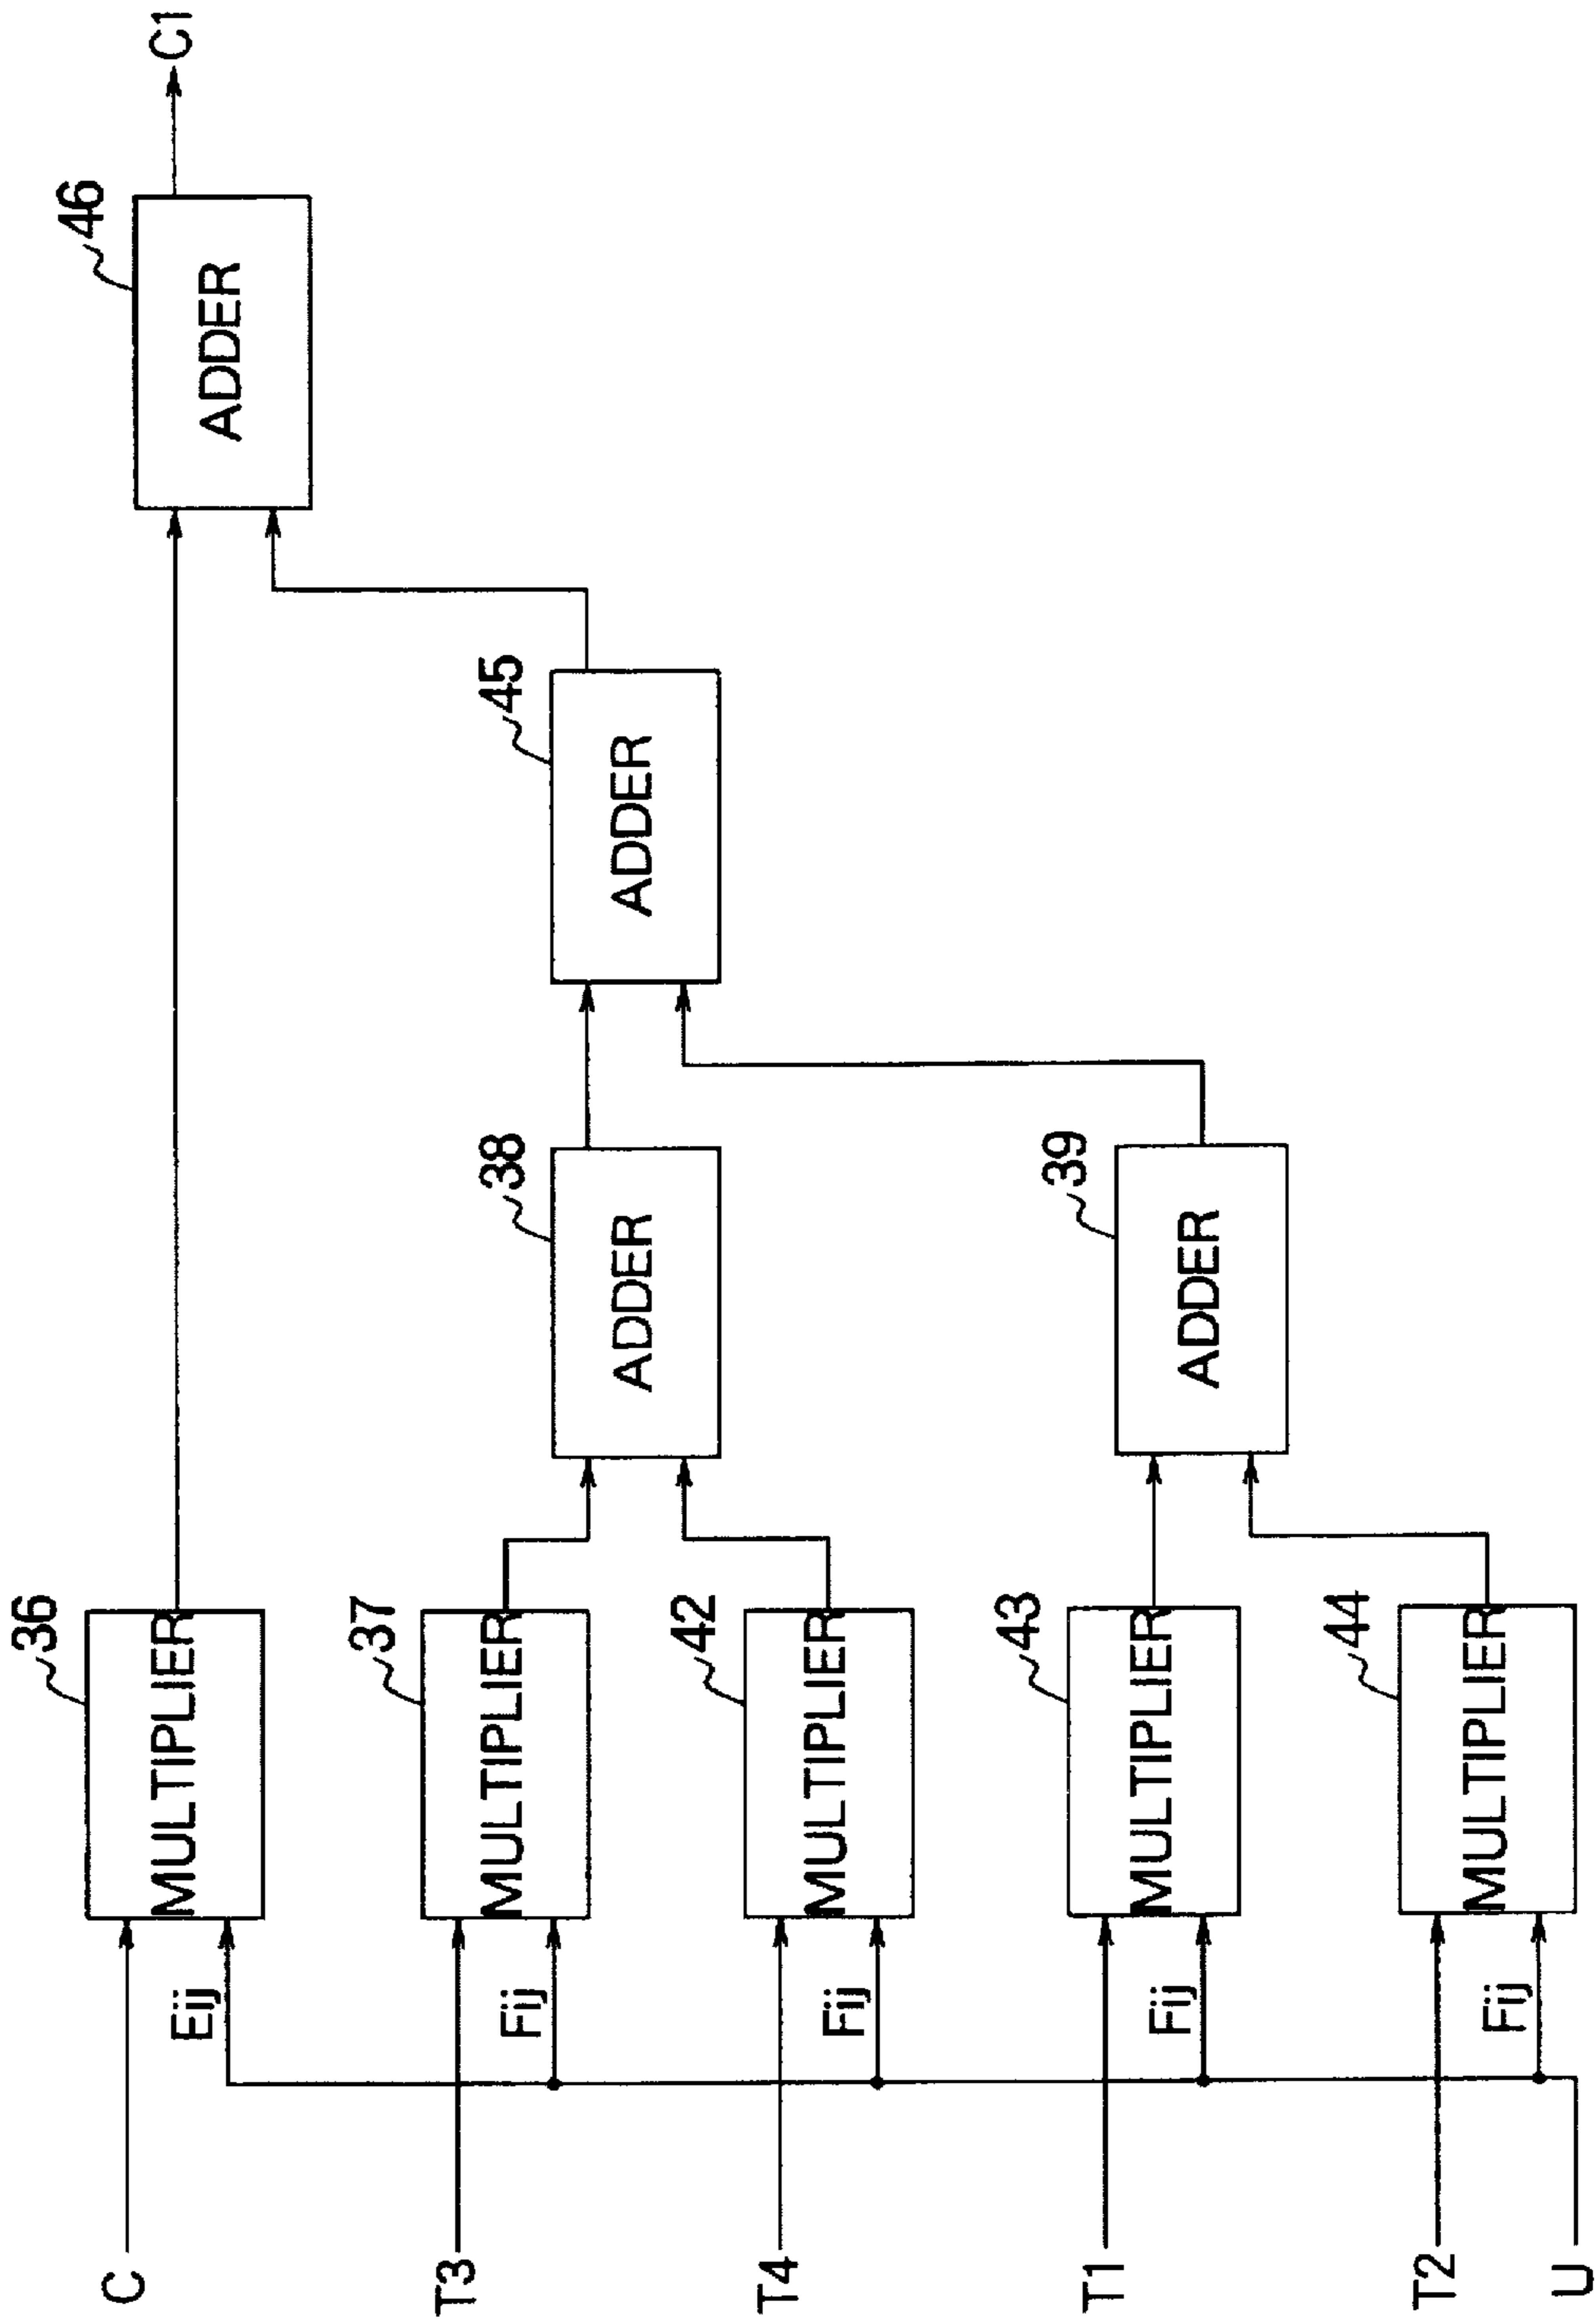 C
Eij
36
MULTIPLIER
46
ADDER
C1
T3
Fij
37
MULTIPLIER
38
ADDER
45
ADDER
T4
Fij
42
MULTIPLIER
T1
Fij
43
MULTIPLIER
39
ADDER
T2
Fij
44
MULTIPLIER
U